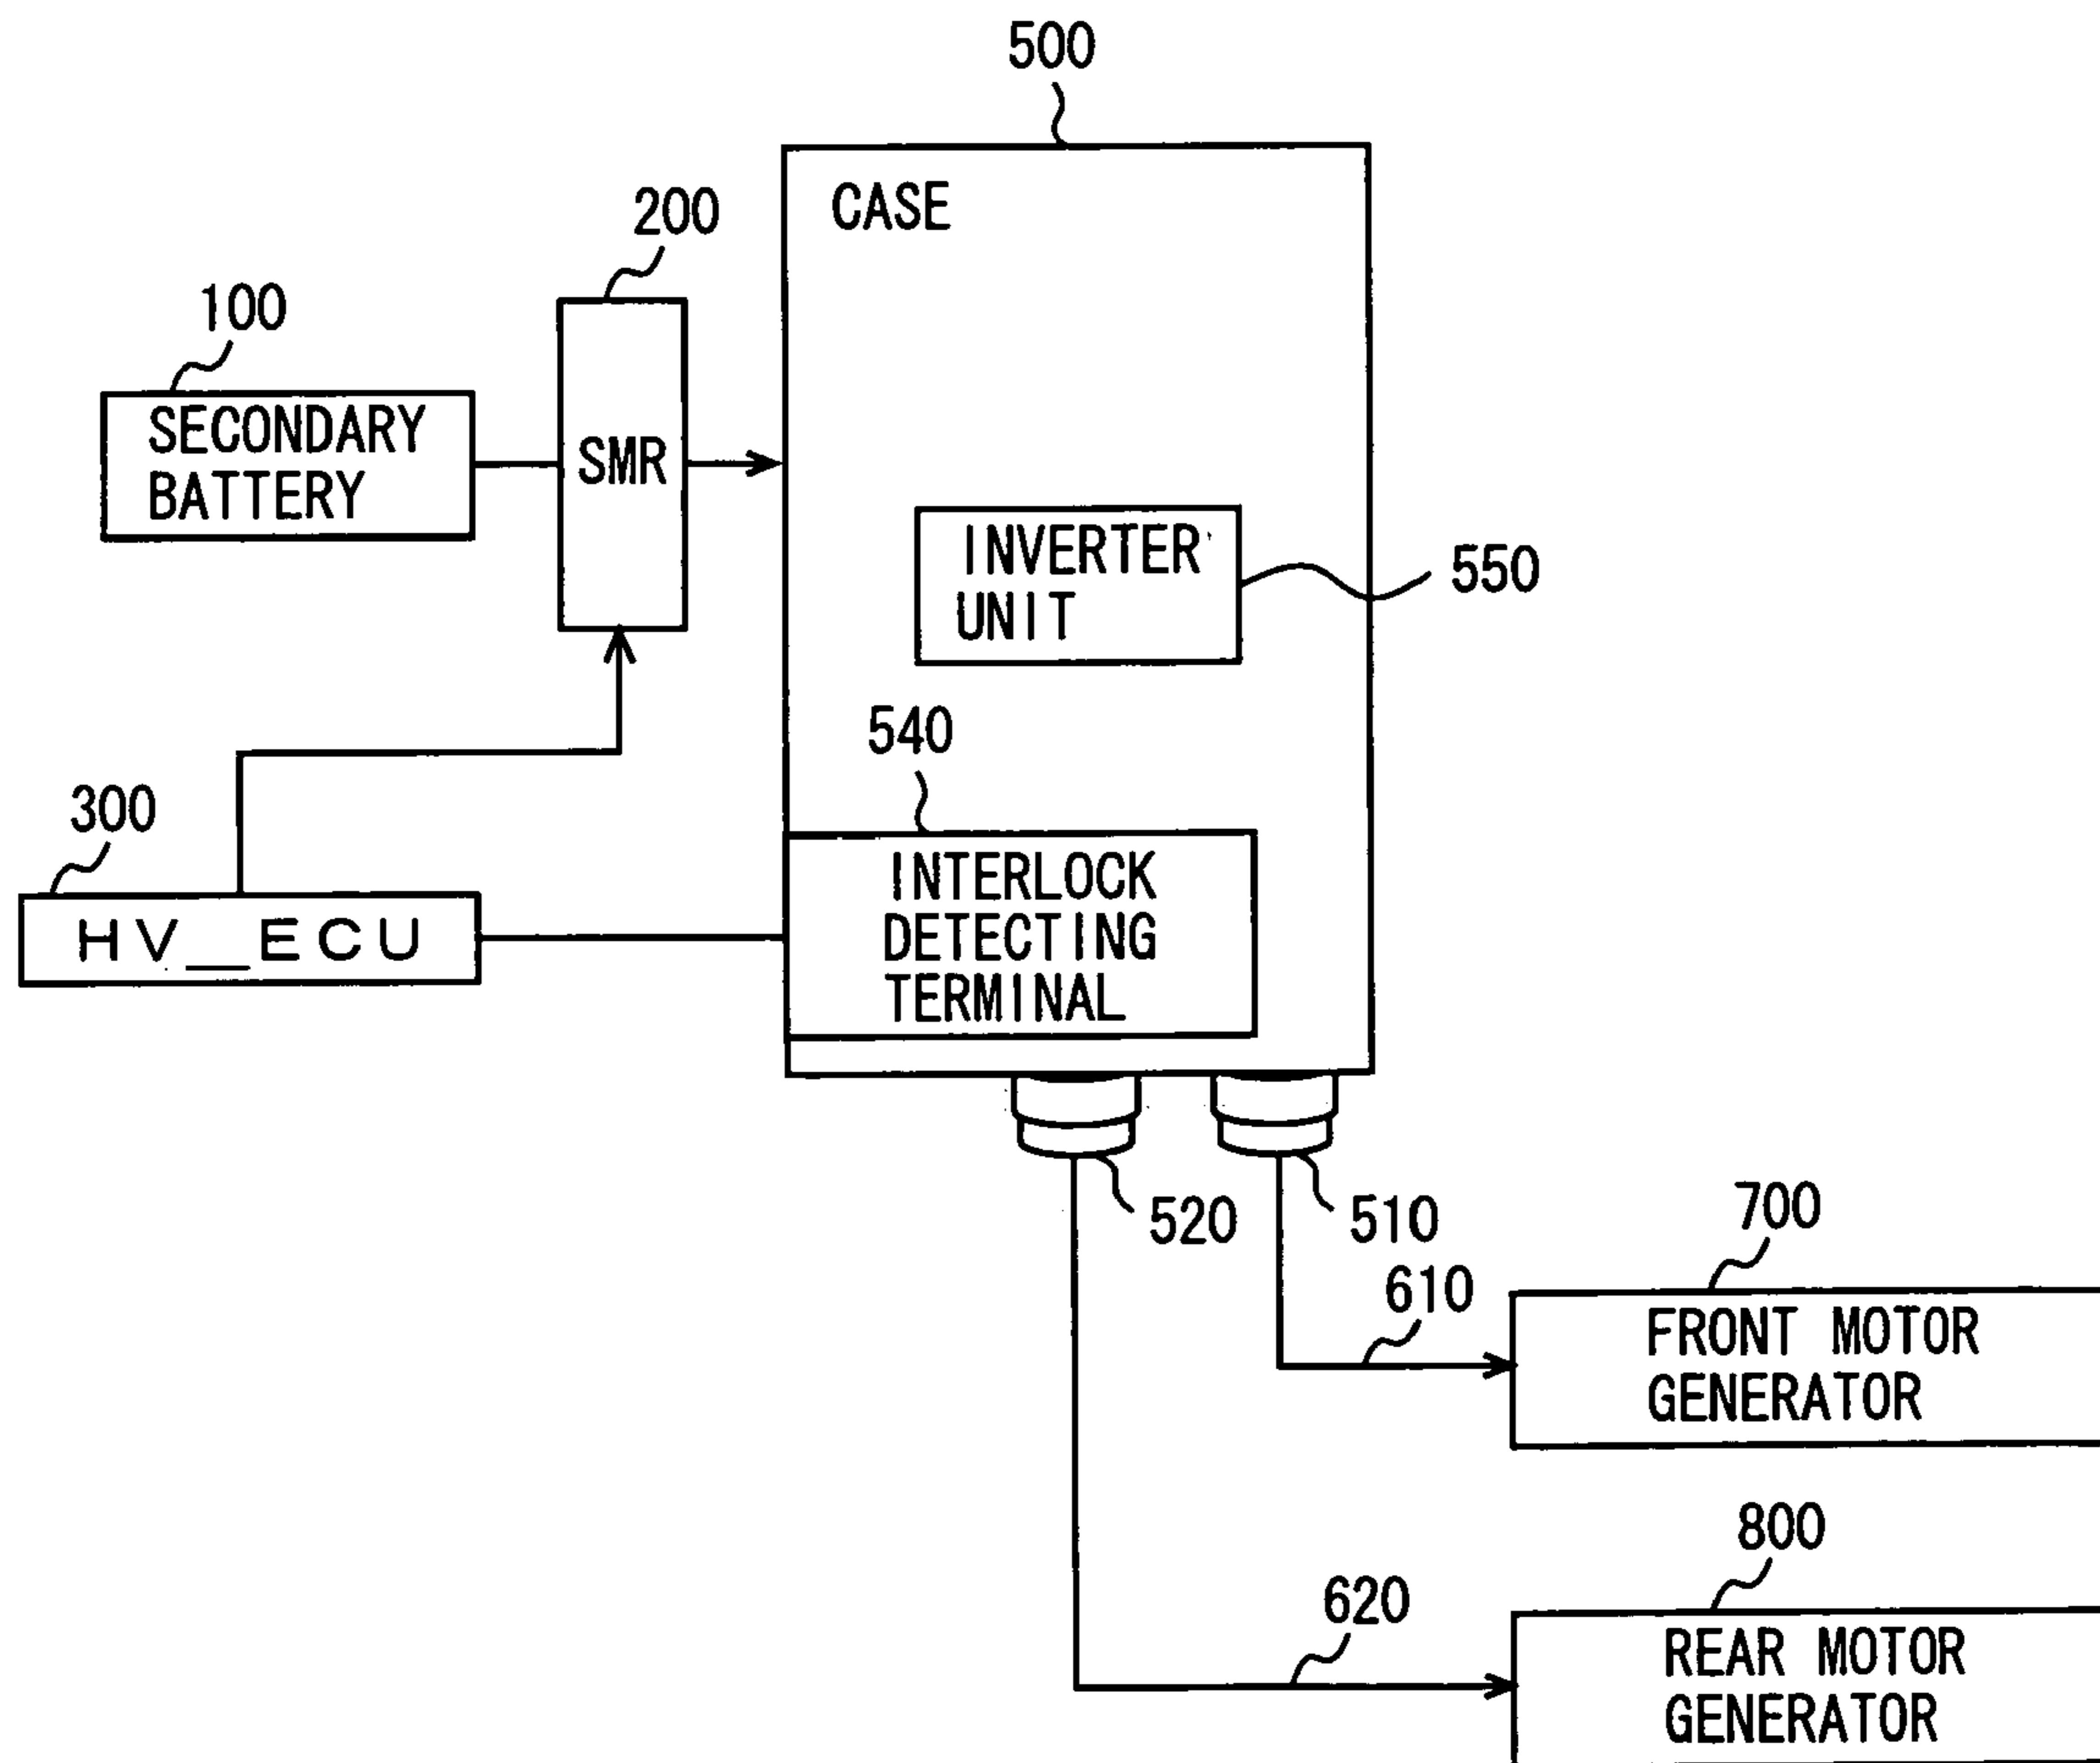 500
CASE
200
100
SECONDARY
BATTERY
SMR
INVERTER
UNIT
550
540
300
HV_ECU
INTERLOCK
DETECTING
TERMINAL
520
510
610
700
FRONT MOTOR
GENERATOR
800
620
REAR MOTOR
GENERATOR